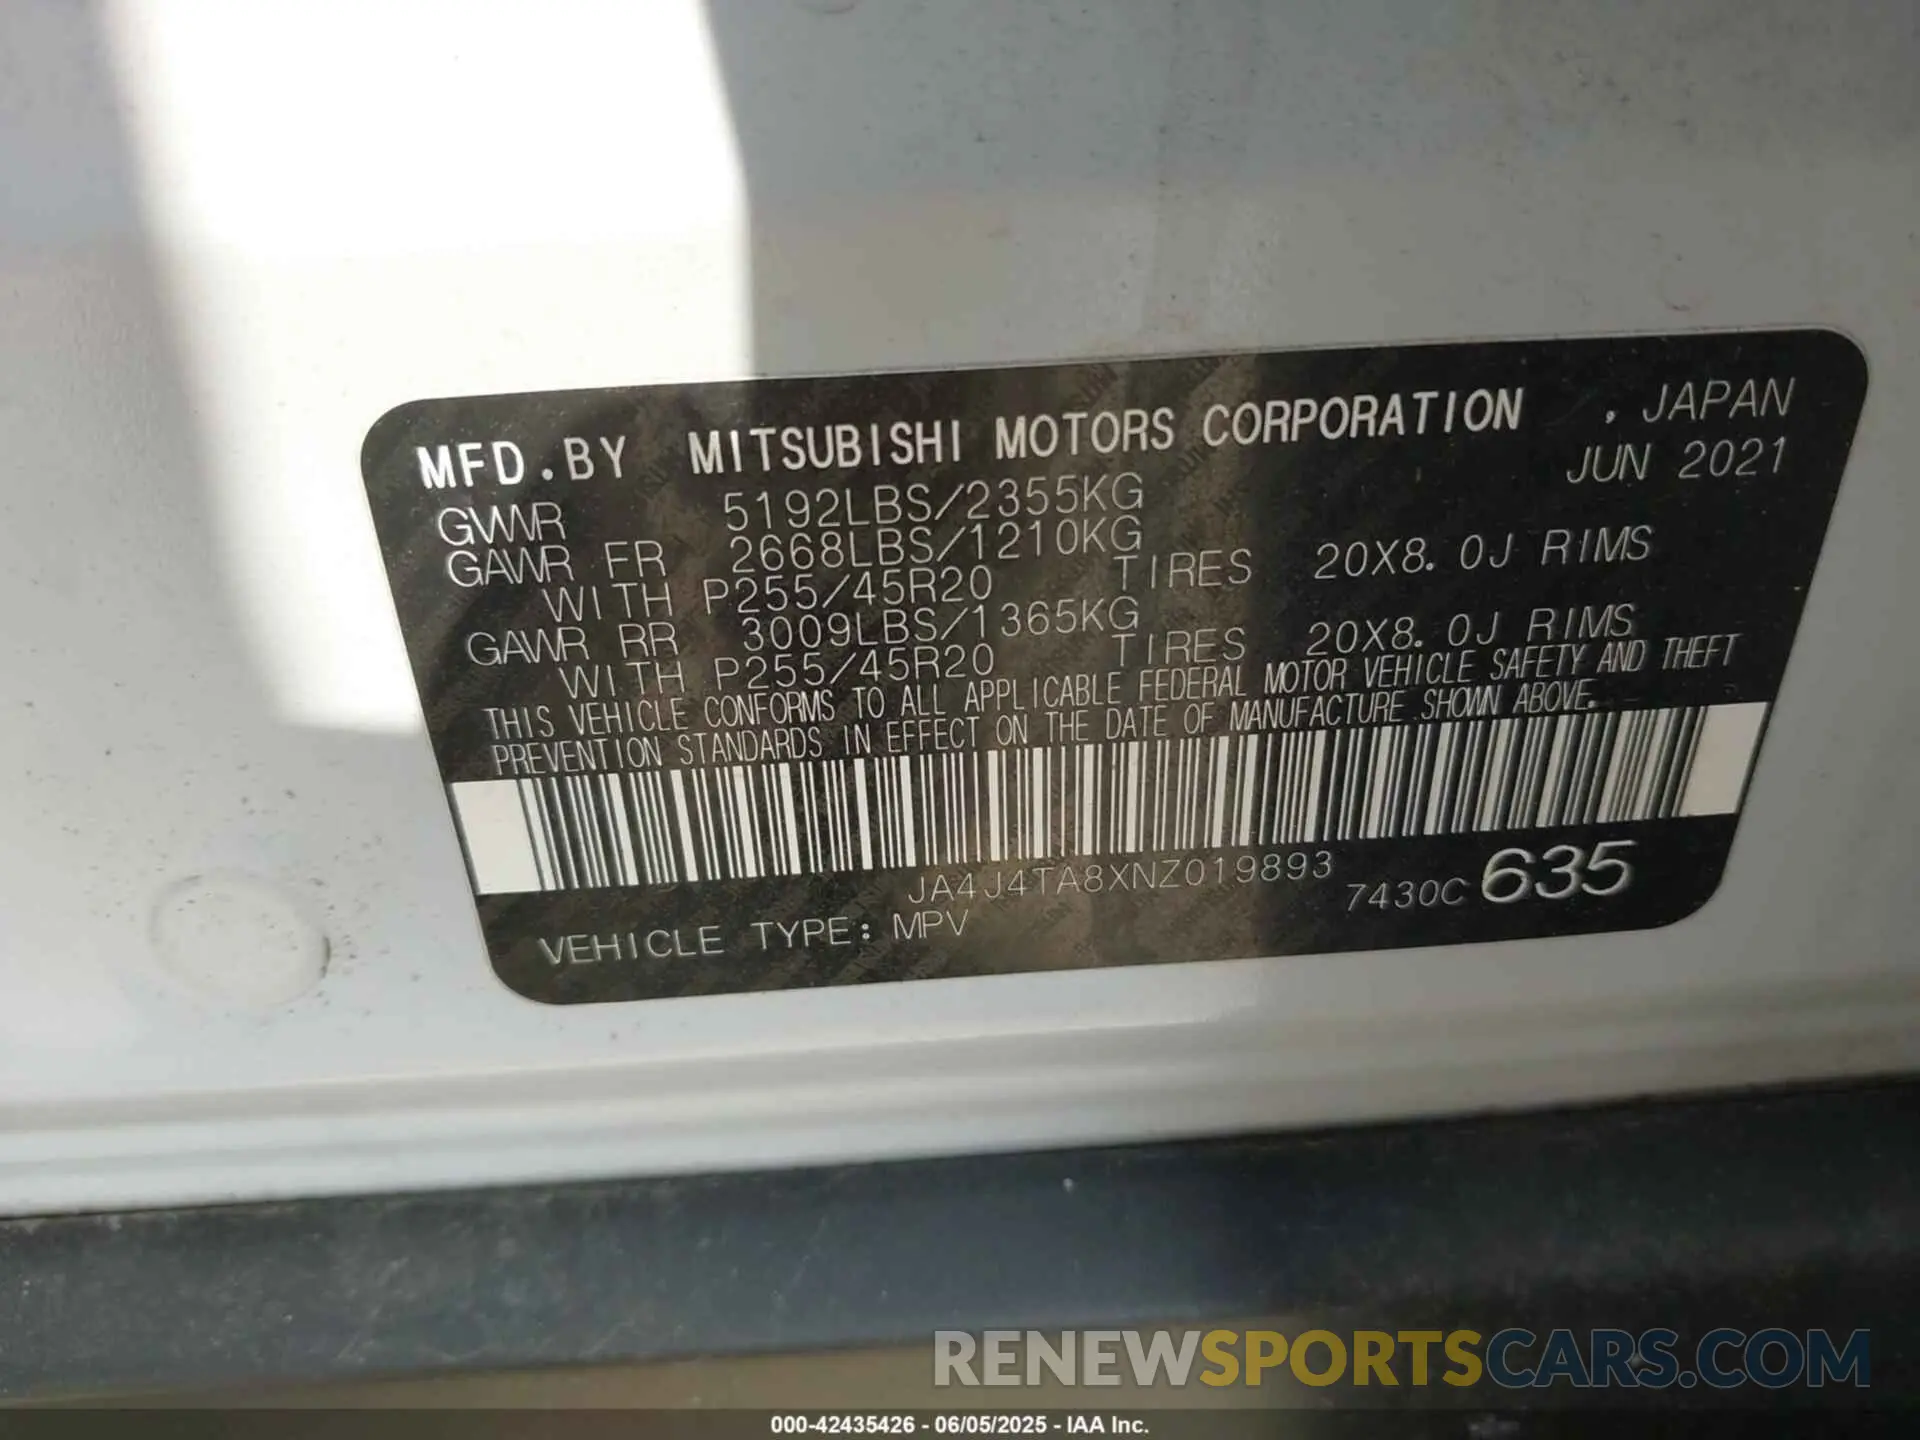 MFD.BY MITSUBISHI MOTORS CORPORATION , JAPAN
GVWR 5192LBS/2355KG JUN 2021
GAWR FR 2668LBS/1210KG
WITH P255/45R20 TIRES 20X8.0J RIMS
GAWR RR 3009LBS/1365KG
WITH P255/45R20 TIRES 20X8.0J RIMS
THIS VEHICLE CONFORMS TO ALL APPLICABLE FEDERAL MOTOR VEHICLE SAFETY AND THEFT
PREVENTION STANDARDS IN EFFECT ON THE DATE OF MANUFACTURE SHOWN ABOVE.
JA4J4TA8XNZ019893 7430C 635
VEHICLE TYPE: MPV
RENEWSPORTSCARS.COM
000-42435426 - 06/05/2025 - IAA Inc.